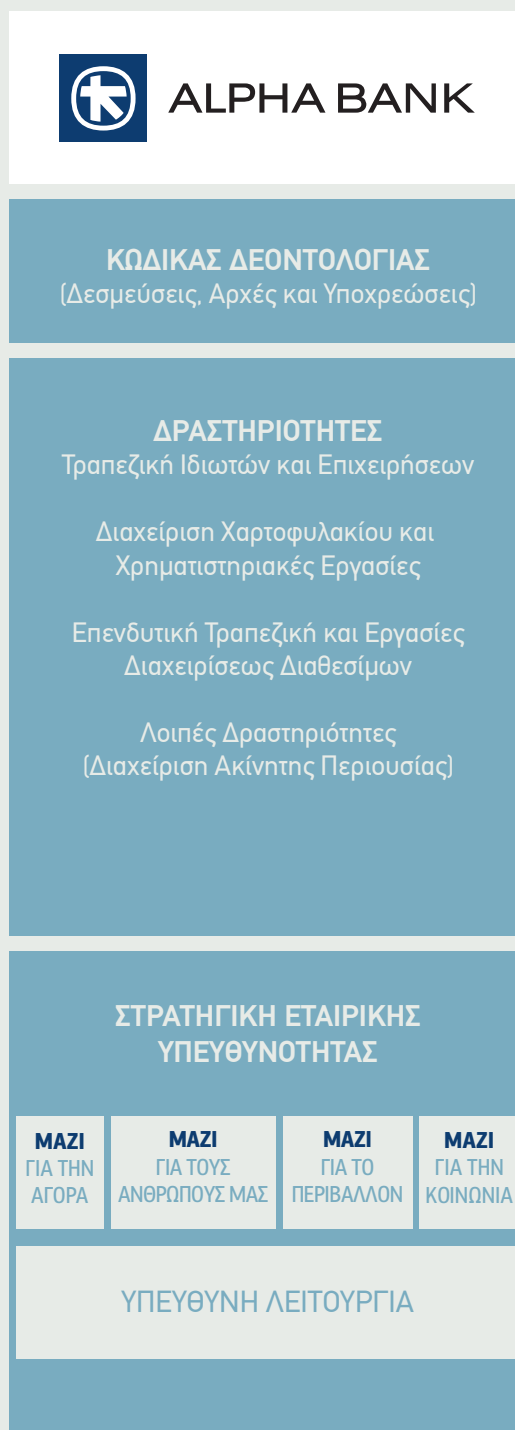 ALPHA BANK
ΚΩΔΙΚΑΣ ΔΕΟΝΤΟΛΟΓΙΑΣ
(Δεσμεύσεις, Αρχές και Υποχρεώσεις)
ΔΡΑΣΤΗΡΙΟΤΗΤΕΣ
Τραπεζική Ιδιωτών και Επιχειρήσεων
Διαχείριση Χαρτοφυλακίου και
Χρηματιστηριακές Εργασίες
Επενδυτική Τραπεζική και Εργασίες
Διαχειρίσεως Διαθεσίμων
Λοιπές Δραστηριότητες
(Διαχείριση Ακίνητης Περιουσίας)
ΣΤΡΑΤΗΓΙΚΗ ΕΤΑΙΡΙΚΗΣ
ΥΠΕΥΘΥΝΟΤΗΤΑΣ
ΜΑΖΙ
ΓΙΑ ΤΗΝ
ΑΓΟΡΑ
ΜΑΖΙ
ΓΙΑ ΤΟΥΣ
ΑΝΘΡΩΠΟΥΣ ΜΑΣ
ΜΑΖΙ
ΓΙΑ ΤΟ
ΠΕΡΙΒΑΛΛΟΝ
ΜΑΖΙ
ΓΙΑ ΤΗΝ
ΚΟΙΝΩΝΙΑ
ΥΠΕΥΘΥΝΗ ΛΕΙΤΟΥΡΓΙΑ